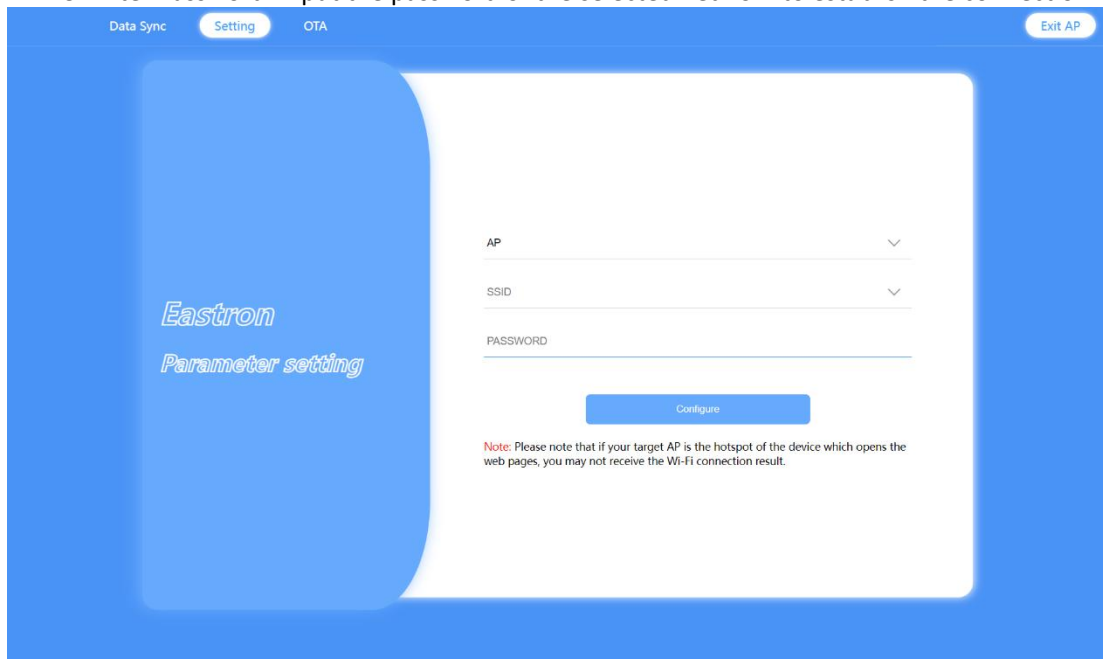 Data Sync
Setting
OTA
Exit AP
AP
SSID
Eastron
PASSWORD
Parameter setting
Configure
Note: Please note that if your target AP is the hotspot of the device which opens the
web pages, you may not receive the Wi-Fi connection result.